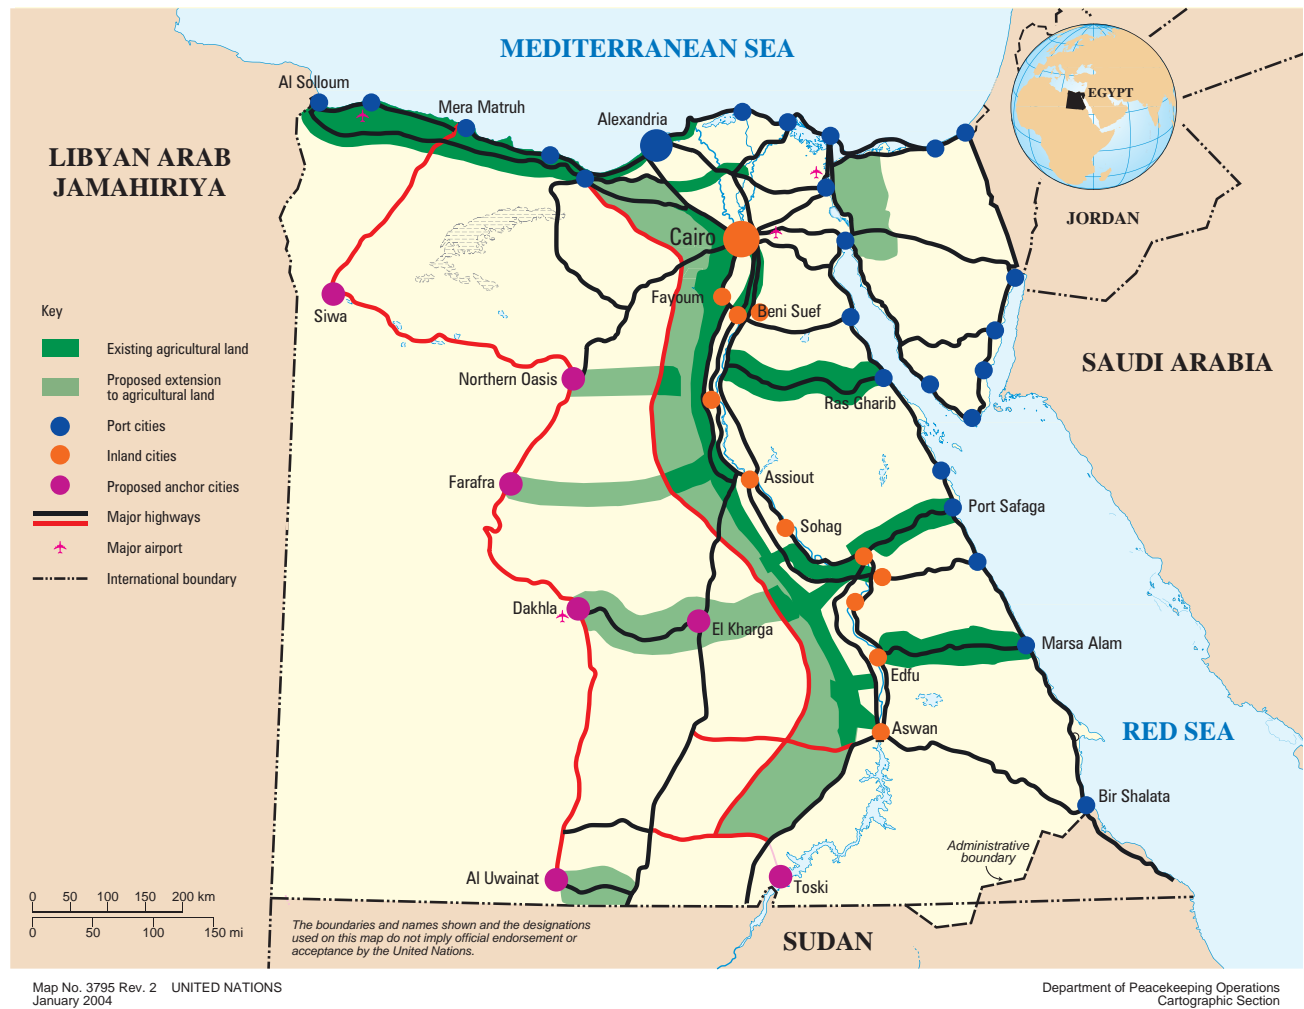 MEDITERRANEAN SEA
Al Solloum
Mera Matruh
Alexandria
EGYPT
LIBYAN ARAB
JAMAHIRIYA
JORDAN
Cairo
Siwa
Fayoum
Beni Suef
SAUDI ARABIA
Northern Oasis
Ras Gharib
Farafra
Assiout
Port Safaga
Sohag
Dakhla
El Kharga
Marsa Alam
Edfu
Aswan
RED SEA
Bir Shalata
Administrative
boundary
Al Uwainat
Toski
SUDAN
Key
Existing agricultural land
Proposed extension
to agricultural land
Port cities
Inland cities
Proposed anchor cities
Major highways
Major airport
International boundary
0 50 100 150 200 km
0 50 100 150 mi
The boundaries and names shown and the designations
used on this map do not imply official endorsement or
acceptance by the United Nations.
Map No. 3795 Rev. 2 UNITED NATIONS
January 2004
Department of Peacekeeping Operations
Cartographic Section